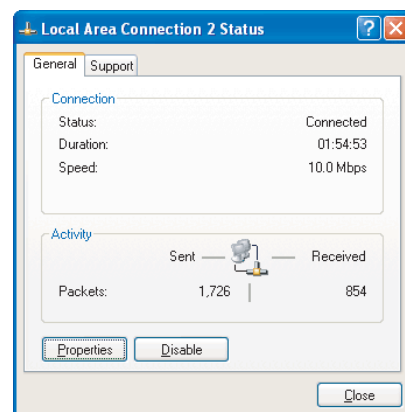 Local Area Connection 2 Status
General Support
Connection
Status: Connected
Duration: 01:54:53
Speed: 10.0 Mbps
Activity
Sent Received
Packets: 1,726 854
Properties Disable
Close